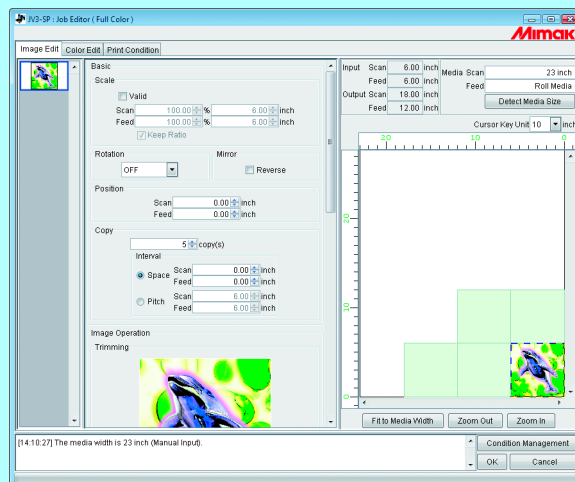 JV3-SP : Job Editor ( Full Color )
Mimak
Image Edit Color Edit Print Condition
Basic
Scale
Valid
Scan 100.00 % 6.00 inch
Feed 100.00 % 6.00 inch
Keep Ratio
Rotation Mirror
OFF Reverse
Position
Scan 0.00 inch
Feed 0.00 inch
Copy
5 copy(s)
Interval
Space Scan 0.00 inch
Feed 0.00 inch
Pitch Scan 6.00 inch
Feed 6.00 inch
Image Operation
Trimming
Input Scan 6.00 inch
Feed 6.00 inch
Output Scan 18.00 inch
Feed 12.00 inch
Media Scan 23 inch
Feed Roll Media
Detect Media Size
Cursor Key Unit 10 inch
20 10 0
20
10
0
Fit to Media Width Zoom Out Zoom In
[14:10:27] The media width is 23 inch (Manual Input).
Condition Management
OK Cancel